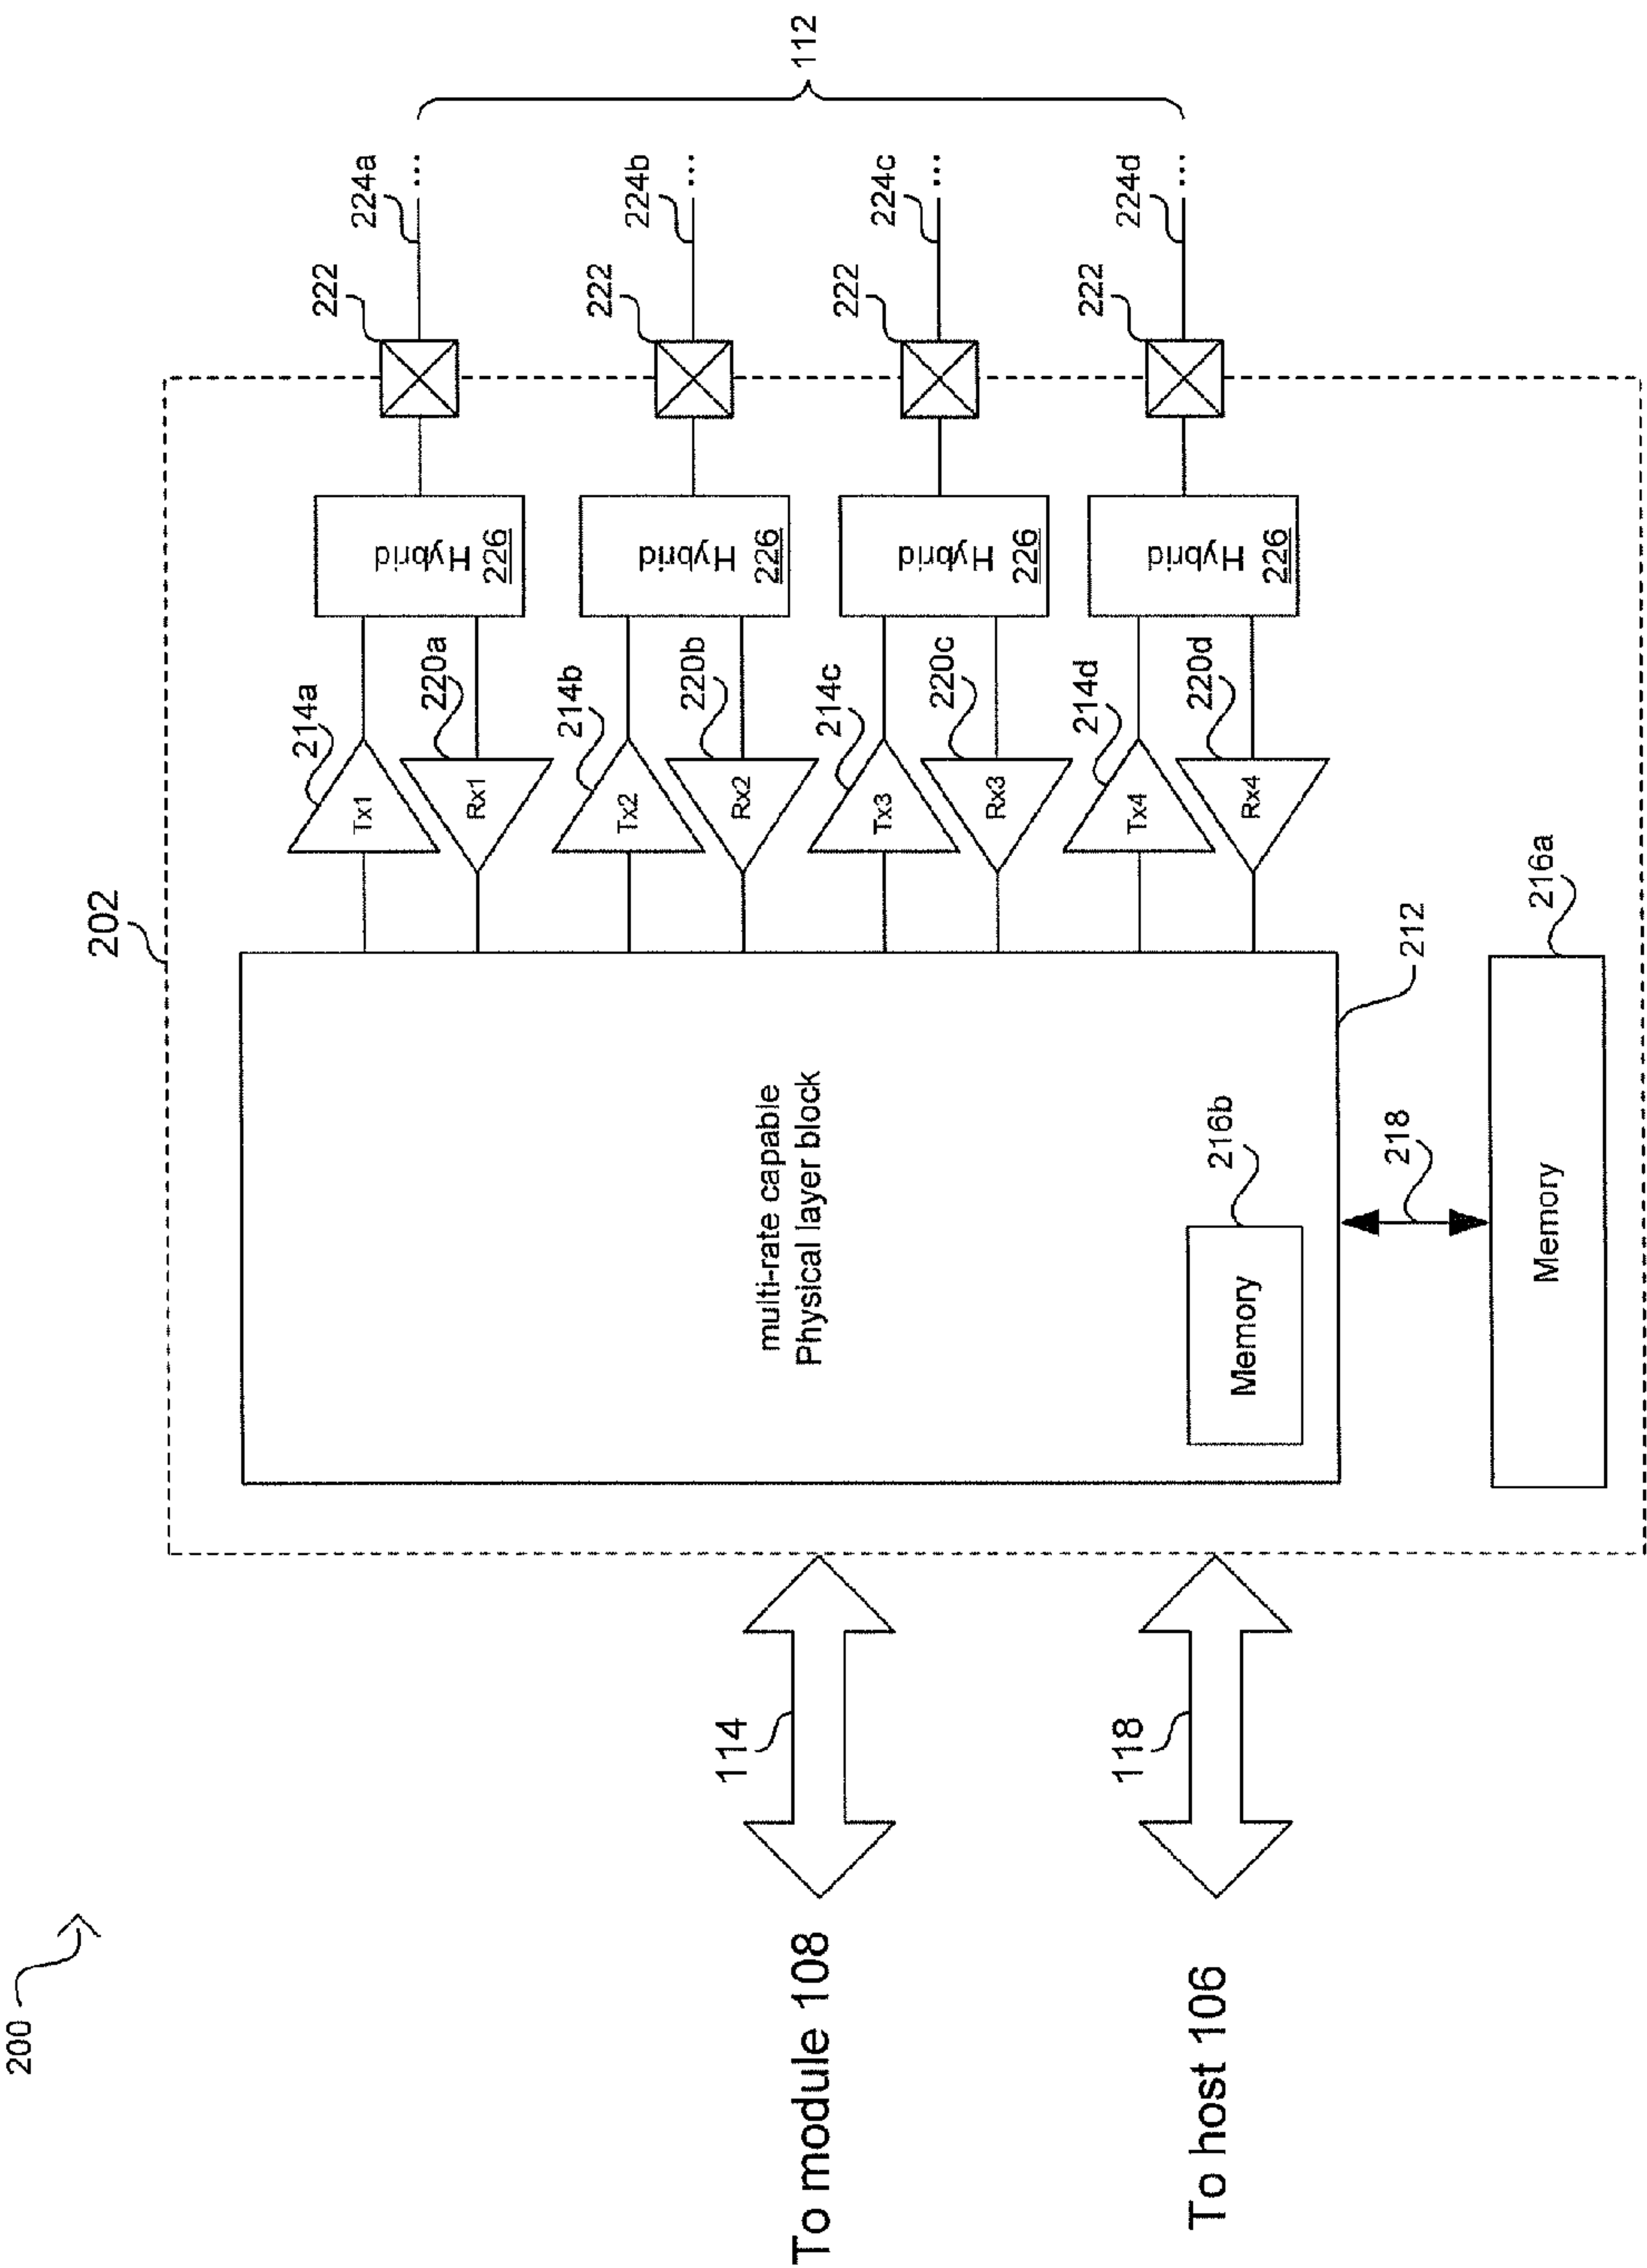 200
202
To module 108
114
To host 106
118
multi-rate capable
Physical layer block
Memory
216b
212
218
Memory
216a
Tx1
214a
Rx1
220a
Tx2
214b
Rx2
220b
Tx3
214c
Rx3
220c
Tx4
214d
Rx4
220d
Hybrid
226
Hybrid
226
Hybrid
226
Hybrid
226
222
224a
...
222
224b
...
222
224c
...
222
224d
...
112